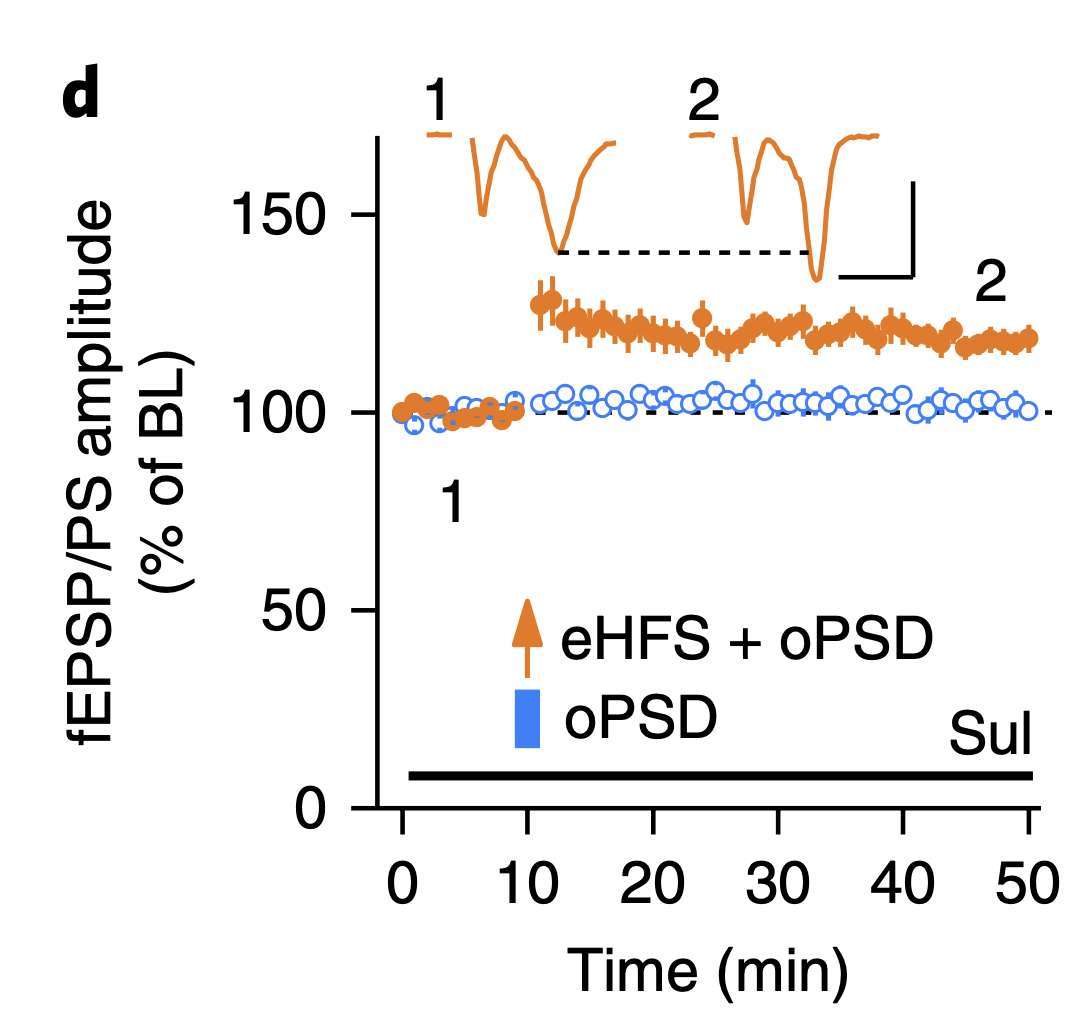 d
1 2
fEPSP/PS amplitude
(% of BL)
150
100
50
0
2
1
eHFS + oPSD
oPSD
Sul
0 10 20 30 40 50
Time (min)